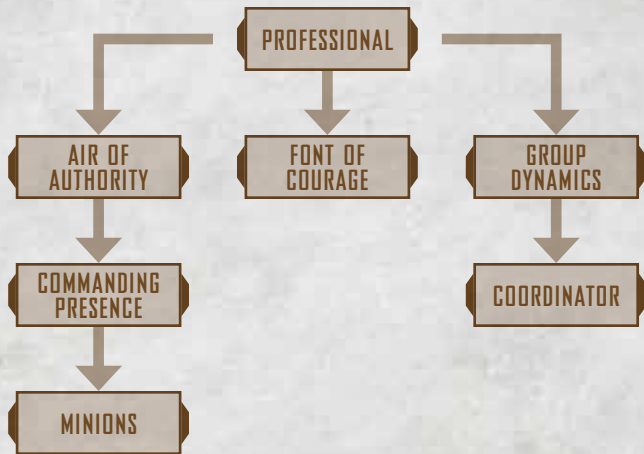 PROFESSIONAL
AIR OF
AUTHORITY
FONT OF
COURAGE
GROUP
DYNAMICS
COMMANDING
PRESENCE
COORDINATOR
MINIONS